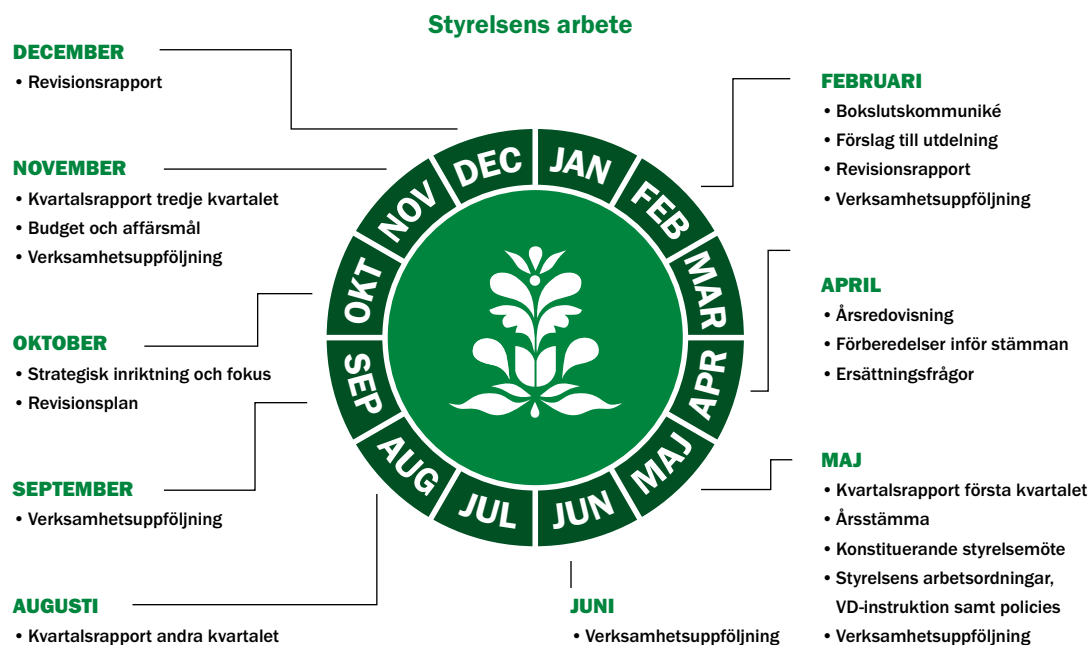 Styrelsens arbete
DECEMBER
• Revisionsrapport
NOVEMBER
• Kvartalsrapport tredje kvartalet
• Budget och affärsmål
• Verksamhetsuppföljning
OKTOBER
• Strategisk inriktning och fokus
• Revisionsplan
SEPTEMBER
• Verksamhetsuppföljning
AUGUSTI
• Kvartalsrapport andra kvartalet
JAN
FEB
MAR
APR
MAJ
JUN
JUL
AUG
SEP
OKT
NOV
DEC
FEBRUARI
• Bokslutskommuniké
• Förslag till utdelning
• Revisionsrapport
• Verksamhetsuppföljning
APRIL
• Årsredovisning
• Förberedelser inför stämman
• Ersättningsfrågor
MAJ
• Kvartalsrapport första kvartalet
• Årsstämma
• Konstituerande styrelsemöte
• Styrelsens arbetsordningar,
VD-instruktion samt policies
• Verksamhetsuppföljning
JUNI
• Verksamhetsuppföljning